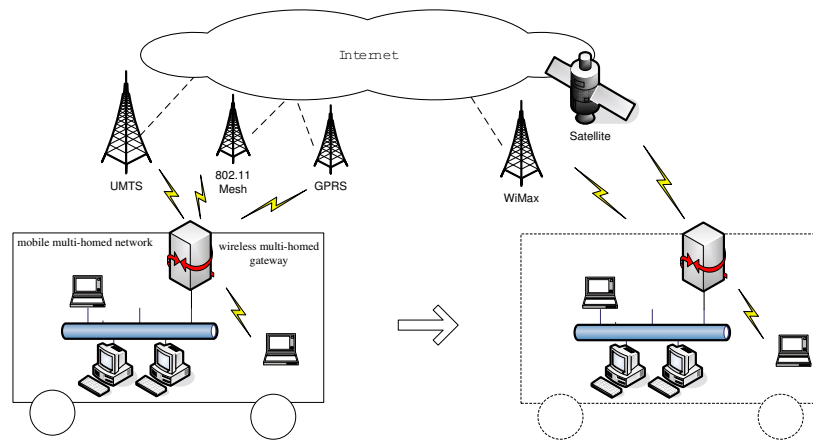 Internet
Satellite
UMTS
802.11
Mesh
GPRS
WiMax
mobile multi-homed network
wireless multi-homed
gateway